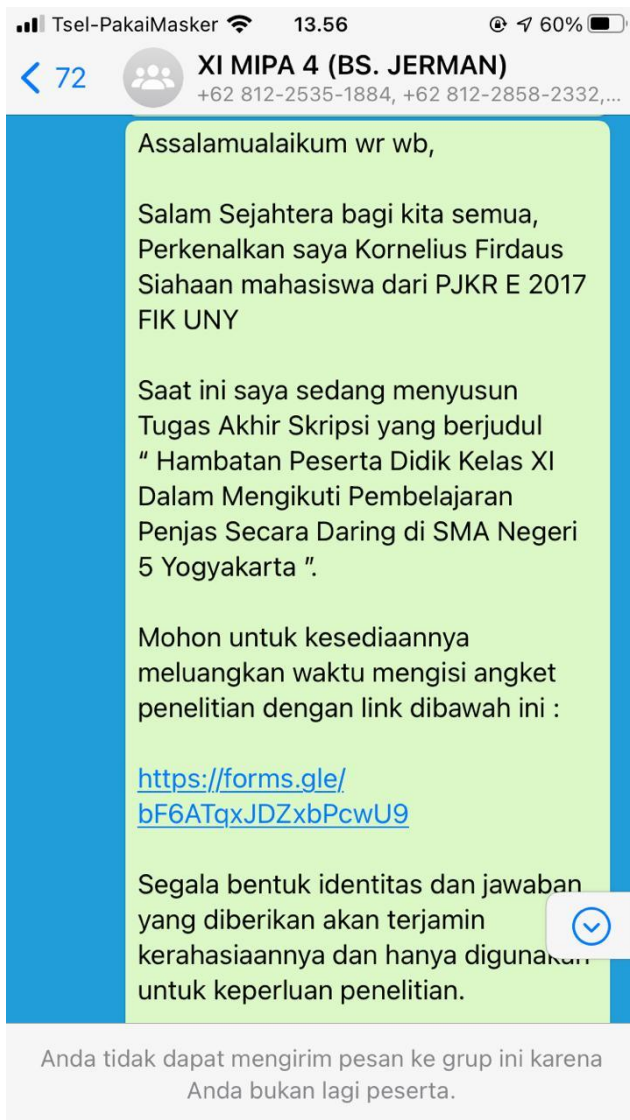 Tsel-PakaiMasker 13.56 60%
72 XI MIPA 4 (BS. JERMAN)
+62 812-2535-1884, +62 812-2858-2332,...
Assalamualaikum wr wb,
Salam Sejahtera bagi kita semua,
Perkenalkan saya Kornelius Firdaus
Siahaan mahasiswa dari PJKR E 2017
FIK UNY
Saat ini saya sedang menyusun
Tugas Akhir Skripsi yang berjudul
“ Hambatan Peserta Didik Kelas XI
Dalam Mengikuti Pembelajaran
Penjas Secara Daring di SMA Negeri
5 Yogyakarta ”.
Mohon untuk kesediaannya
meluangkan waktu mengisi angket
penelitian dengan link dibawah ini :
https://forms.gle/
bF6ATqxJDZxbPcwU9
Segala bentuk identitas dan jawaban
yang diberikan akan terjamin
kerahasiaannya dan hanya digunakan
untuk keperluan penelitian.
Anda tidak dapat mengirim pesan ke grup ini karena
Anda bukan lagi peserta.